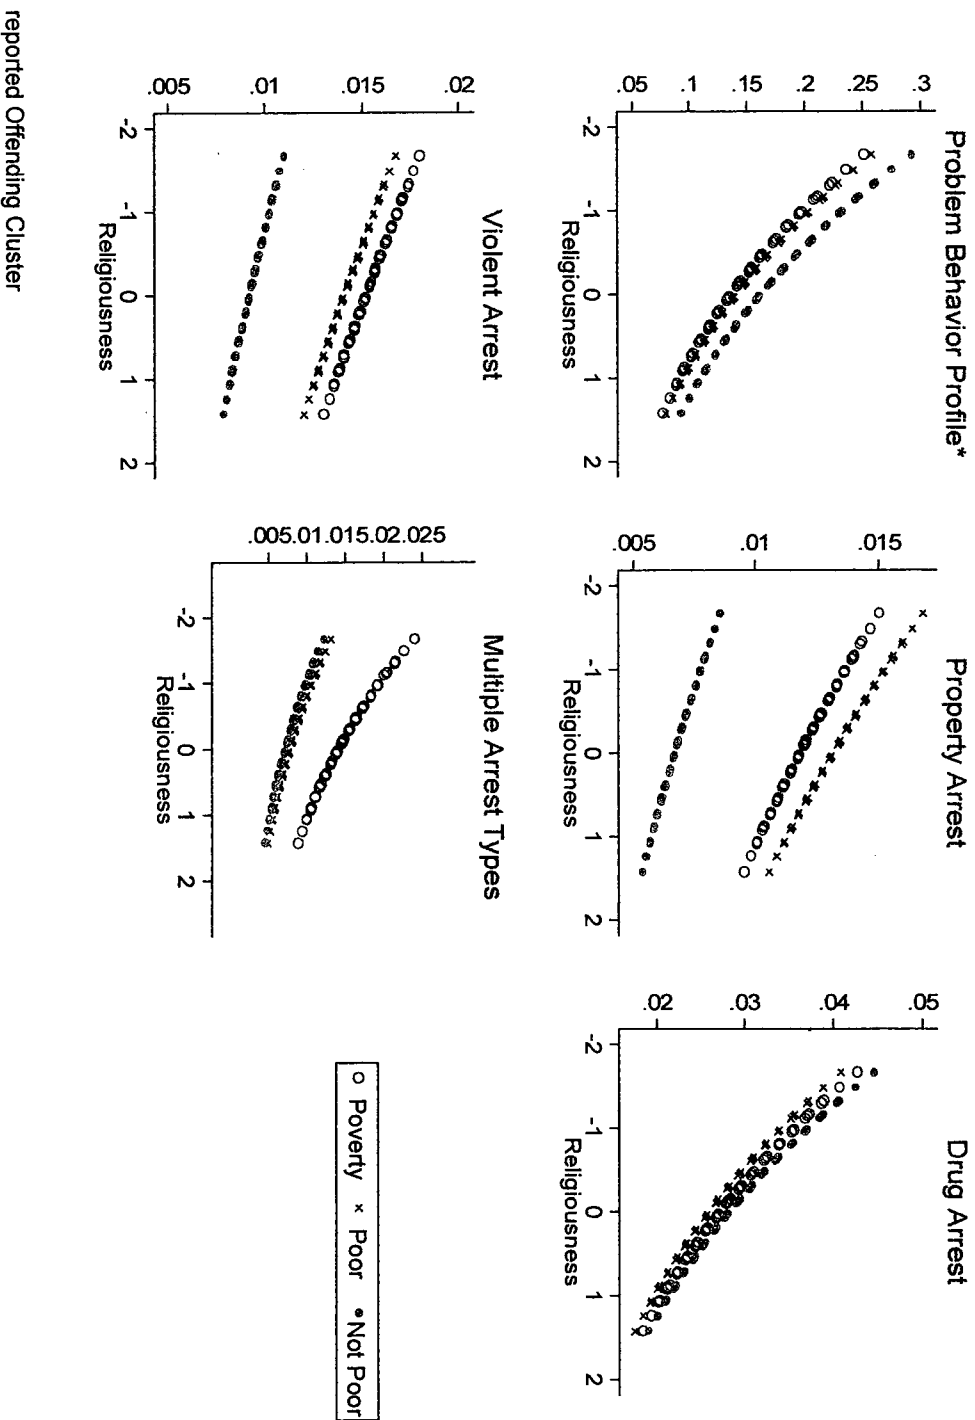 Problem Behavior Profile*
.05 .1 .15 .2 .25 .3
-2 -1 0 1 2
Religiousness
Property Arrest
.005 .01 .015
-2 -1 0 1 2
Religiousness
Drug Arrest
.02 .03 .04 .05
-2 -1 0 1 2
Religiousness
Violent Arrest
.005 .01 .015 .02
-2 -1 0 1 2
Religiousness
Multiple Arrest Types
.005 .01 .015 .02 .025
-2 -1 0 1 2
Religiousness
Poverty Poor Not Poor
reported Offending Cluster